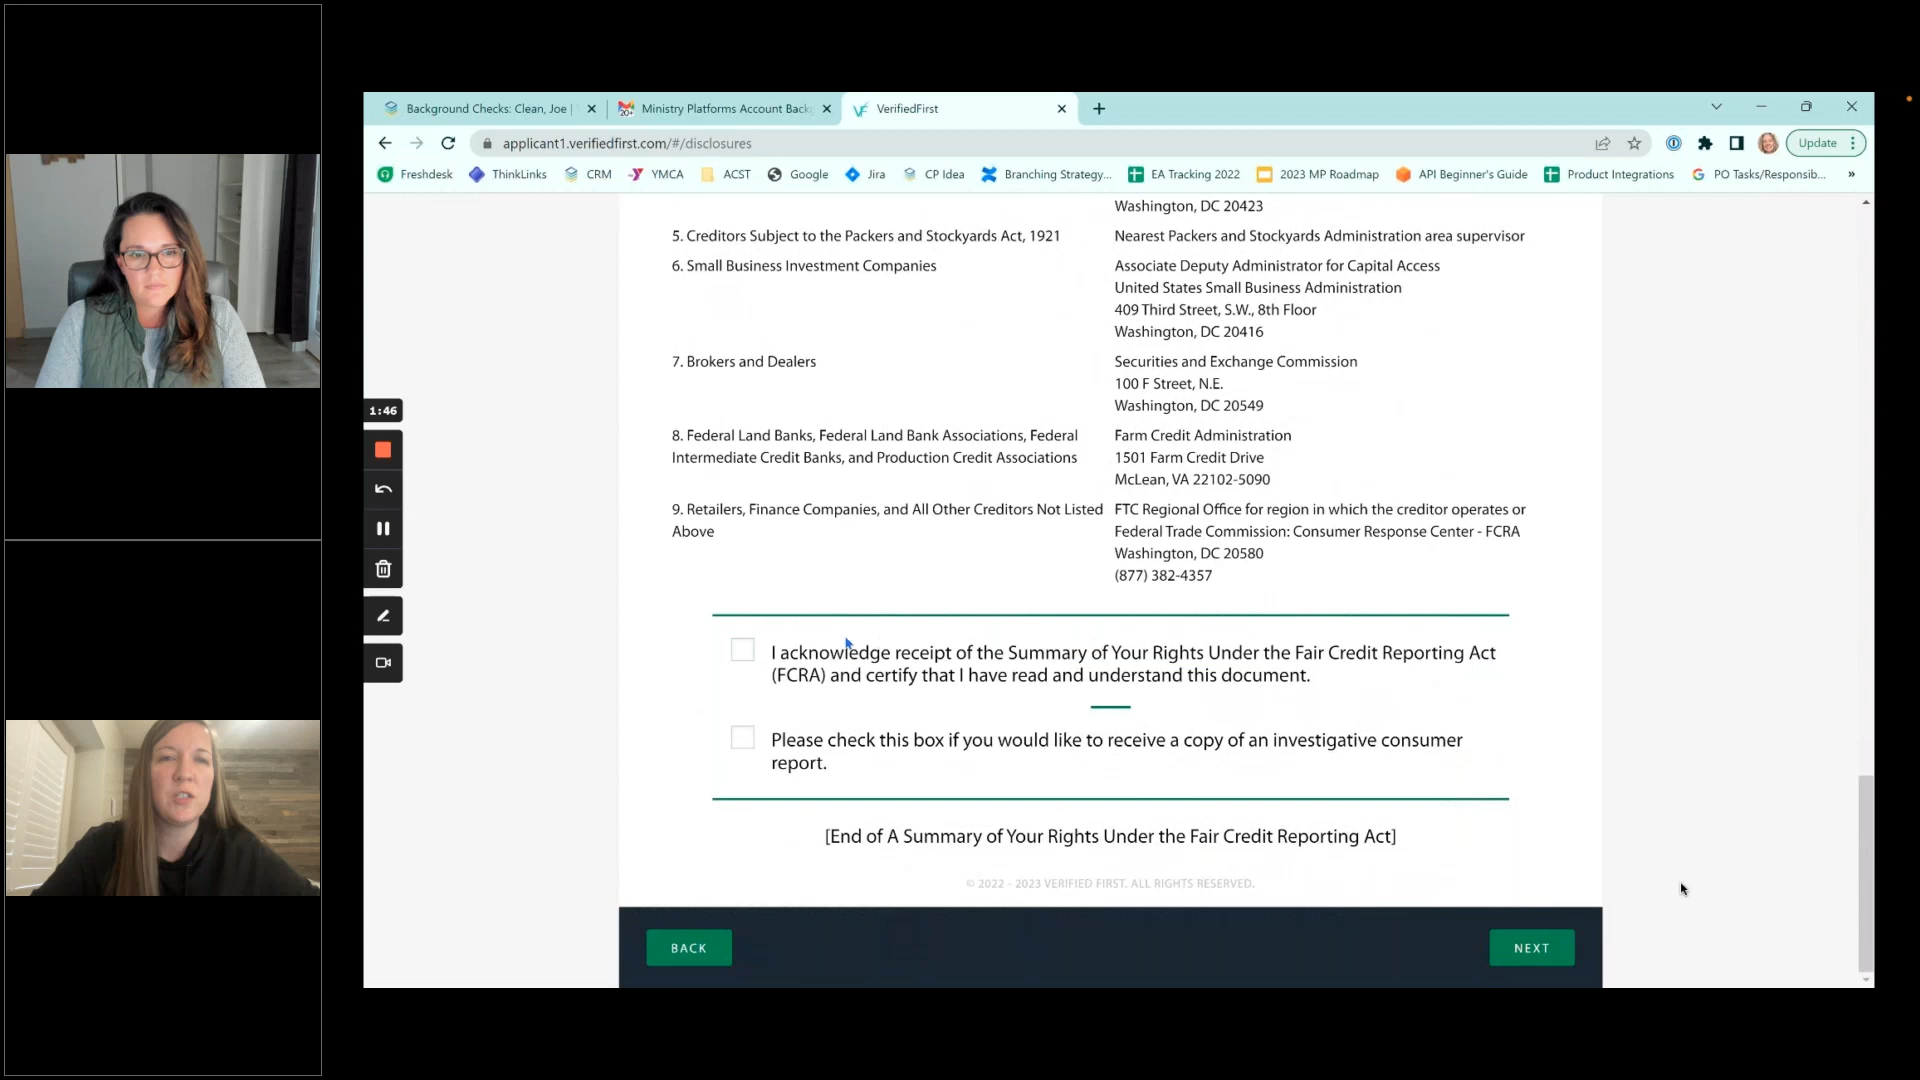 Background Checks: Clean, Joe |
Ministry Platforms Account Back
VerifiedFirst
applicant1.verifiedfirst.com/#/disclosures
Update
Freshdesk
ThinkLinks
CRM
YMCA
ACST
Google
Jira
CP Idea
Branching Strategy...
EA Tracking 2022
2023 MP Roadmap
API Beginner's Guide
Product Integrations
PO Tasks/Responsib...
»
Washington, DC 20423
5. Creditors Subject to the Packers and Stockyards Act, 1921
Nearest Packers and Stockyards Administration area supervisor
6. Small Business Investment Companies
Associate Deputy Administrator for Capital Access
United States Small Business Administration
409 Third Street, S.W., 8th Floor
Washington, DC 20416
7. Brokers and Dealers
Securities and Exchange Commission
100 F Street, N.E.
Washington, DC 20549
1:46
8. Federal Land Banks, Federal Land Bank Associations, Federal
Intermediate Credit Banks, and Production Credit Associations
Farm Credit Administration
1501 Farm Credit Drive
McLean, VA 22102-5090
9. Retailers, Finance Companies, and All Other Creditors Not Listed
Above
FTC Regional Office for region in which the creditor operates or
Federal Trade Commission: Consumer Response Center - FCRA
Washington, DC 20580
(877) 382-4357
I acknowledge receipt of the Summary of Your Rights Under the Fair Credit Reporting Act
(FCRA) and certify that I have read and understand this document.
Please check this box if you would like to receive a copy of an investigative consumer
report.
[End of A Summary of Your Rights Under the Fair Credit Reporting Act]
© 2022 - 2023 VERIFIED FIRST. ALL RIGHTS RESERVED.
BACK
NEXT